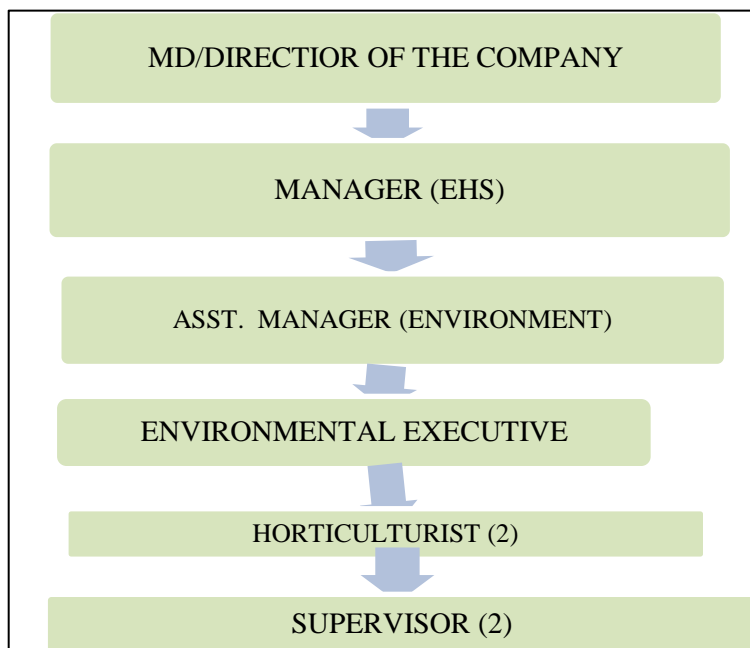 MD/DIRECTIOR OF THE COMPANY
MANAGER (EHS)
ASST. MANAGER (ENVIRONMENT)
ENVIRONMENTAL EXECUTIVE
HORTICULTURIST (2)
SUPERVISOR (2)